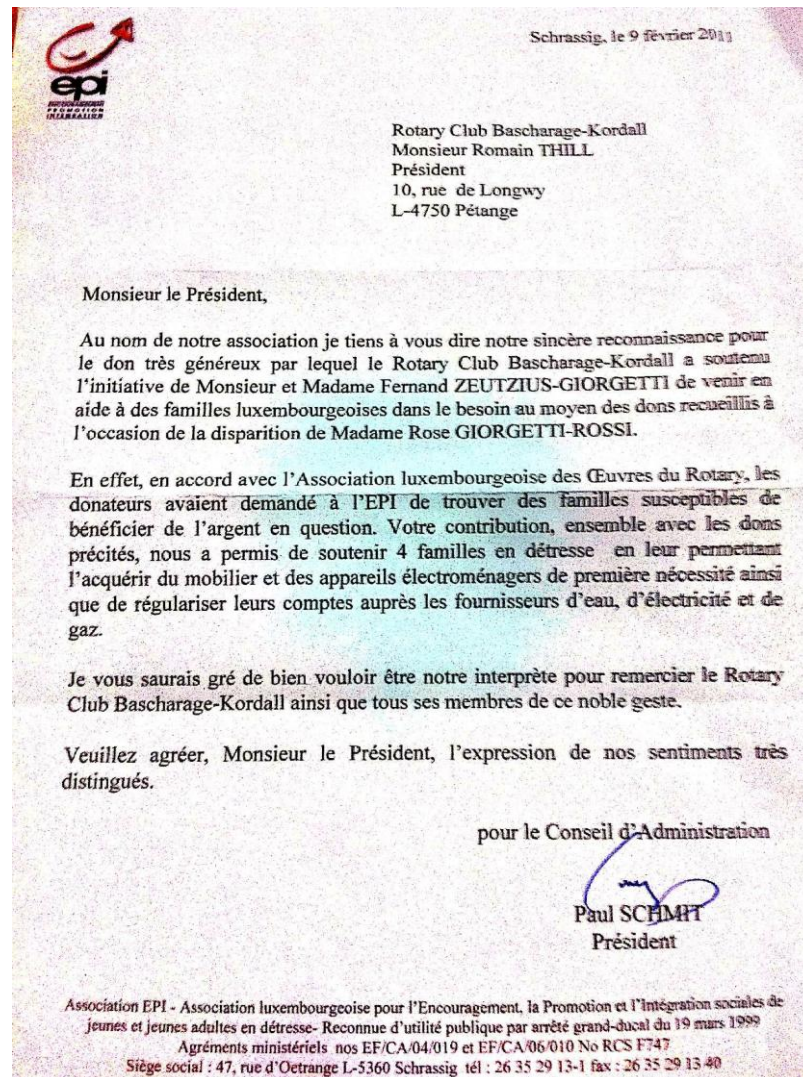 Schrassig, le 9 février 2011
epi
PROMOTION
Rotary Club Bascharage-Kordall
Monsieur Romain THILL
Président
10, rue de Longwy
L-4750 Pétange
Monsieur le Président,
Au nom de notre association je tiens à vous dire notre sincère reconnaissance pour
le don très généreux par lequel le Rotary Club Bascharage-Kordall a soutenu
l'initiative de Monsieur et Madame Fernand ZEUTZIUS-GIORGETTI de venir en
aide à des familles luxembourgeoises dans le besoin au moyen des dons recueillis à
l'occasion de la disparition de Madame Rose GIORGETTI-ROSSI.
En effet, en accord avec l'Association luxembourgeoise des Œuvres du Rotary, les
donateurs avaient demandé à l'EPI de trouver des familles susceptibles de
bénéficier de l'argent en question. Votre contribution, ensemble avec les dons
précités, nous a permis de soutenir 4 familles en détresse en leur permettant
l'acquérir du mobilier et des appareils électroménagers de première nécessité ainsi
que de régulariser leurs comptes auprès les fournisseurs d'eau, d'électricité et de
gaz.
Je vous saurais gré de bien vouloir être notre interprète pour remercier le Rotary
Club Bascharage-Kordall ainsi que tous ses membres de ce noble geste.
Veuillez agréer, Monsieur le Président, l'expression de nos sentiments très
distingués.
pour le Conseil d'Administration
Paul SCHMIT
Président
Association EPI - Association luxembourgeoise pour l'Encouragement, la Promotion et l'Intégration sociales de
jeunes et jeunes adultes en détresse- Reconnue d'utilité publique par arrêté grand-ducal du 19 mars 1999
Agréments ministériels nos EF/CA/04/019 et EF/CA/06/010 No RCS F747
Siège social : 47, rue d'Oetrange L-5360 Schrassig tél : 26 35 29 13-1 fax : 26 35 29 13 40